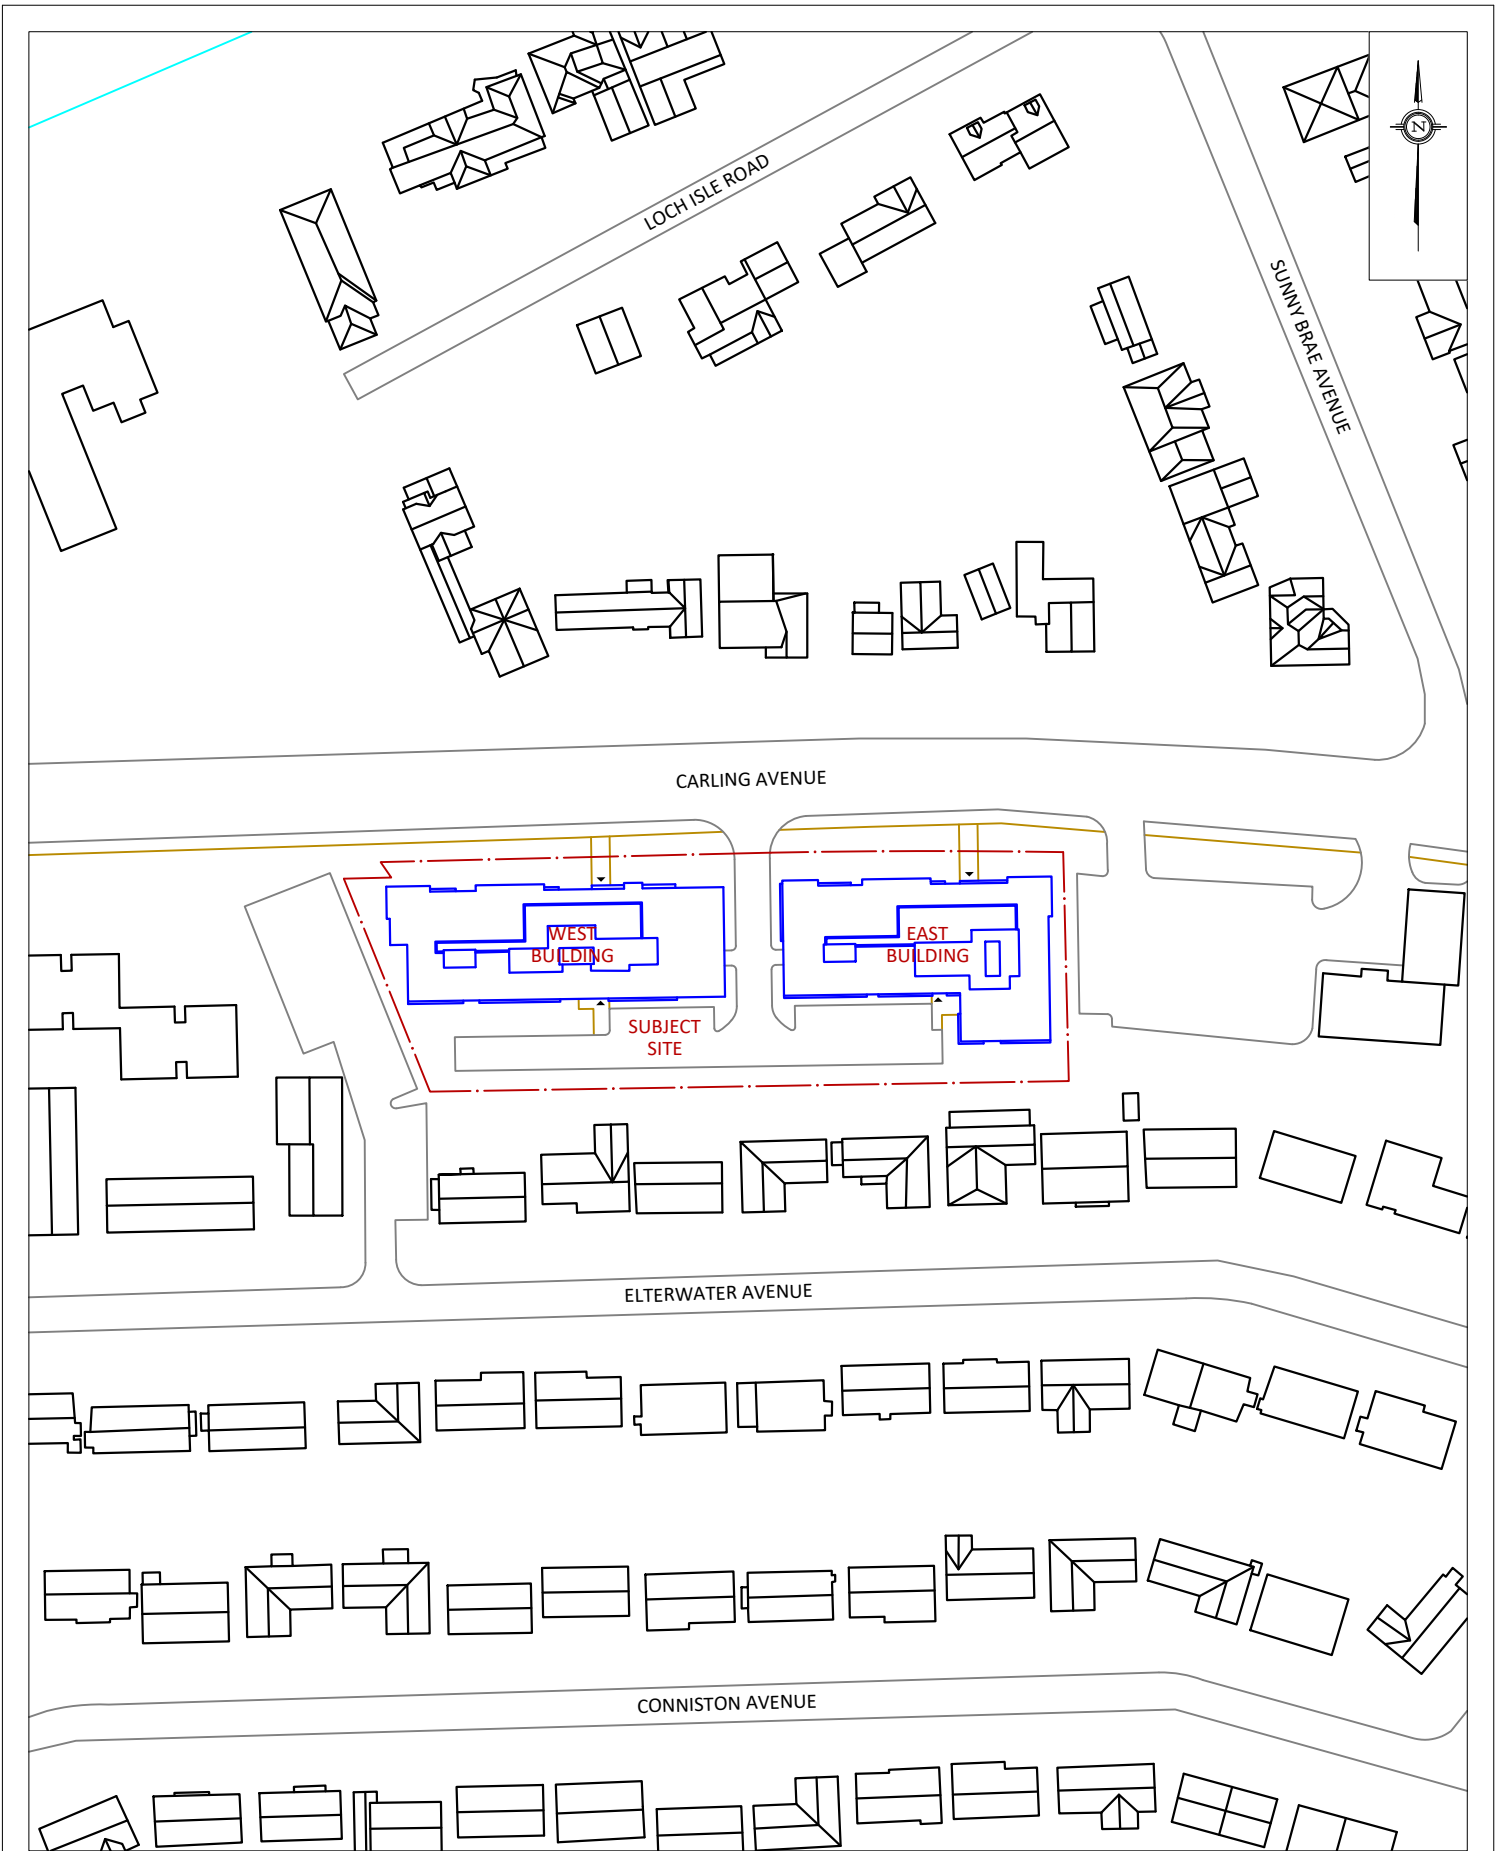 N
LOCH ISLE ROAD
SUNNY BRAE AVENUE
CARLING AVENUE
WEST
BUILDING
EAST
BUILDING
SUBJECT
SITE
ELTERWATER AVENUE
CONNISTON AVENUE